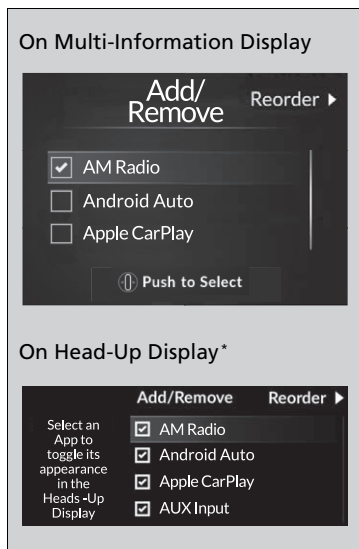 On Multi-Information Display
Add/
Remove
Reorder ▶
AM Radio
Android Auto
Apple CarPlay
Push to Select
On Head-Up Display*
Add/Remove Reorder ▶
Select an
App to
toggle its
appearance
in the
Heads-Up
Display
AM Radio
Android Auto
Apple CarPlay
AUX Input